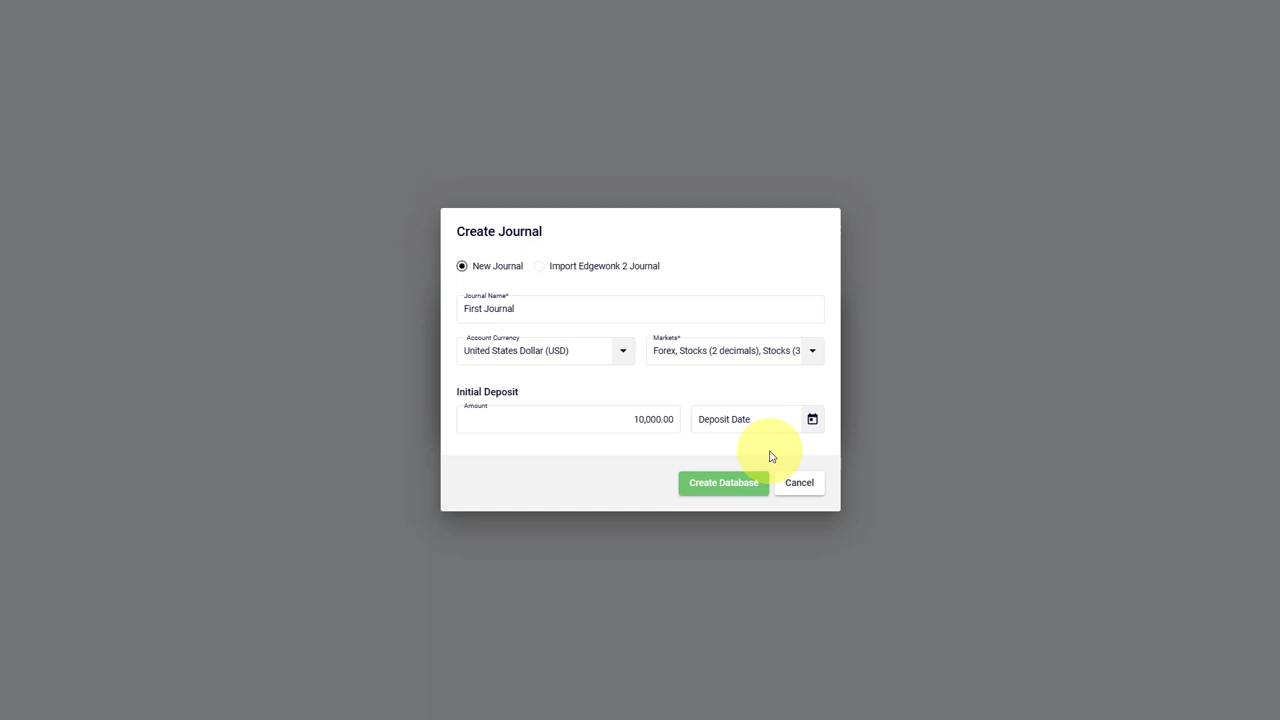 Create Journal
New Journal
Import Edgewonk 2 Journal
Journal Name*
First Journal
Account Currency
Markets*
United States Dollar (USD)
Forex, Stocks (2 decimals), Stocks (3
Initial Deposit
Amount
10,000.00
Deposit Date
Create Database
Cancel